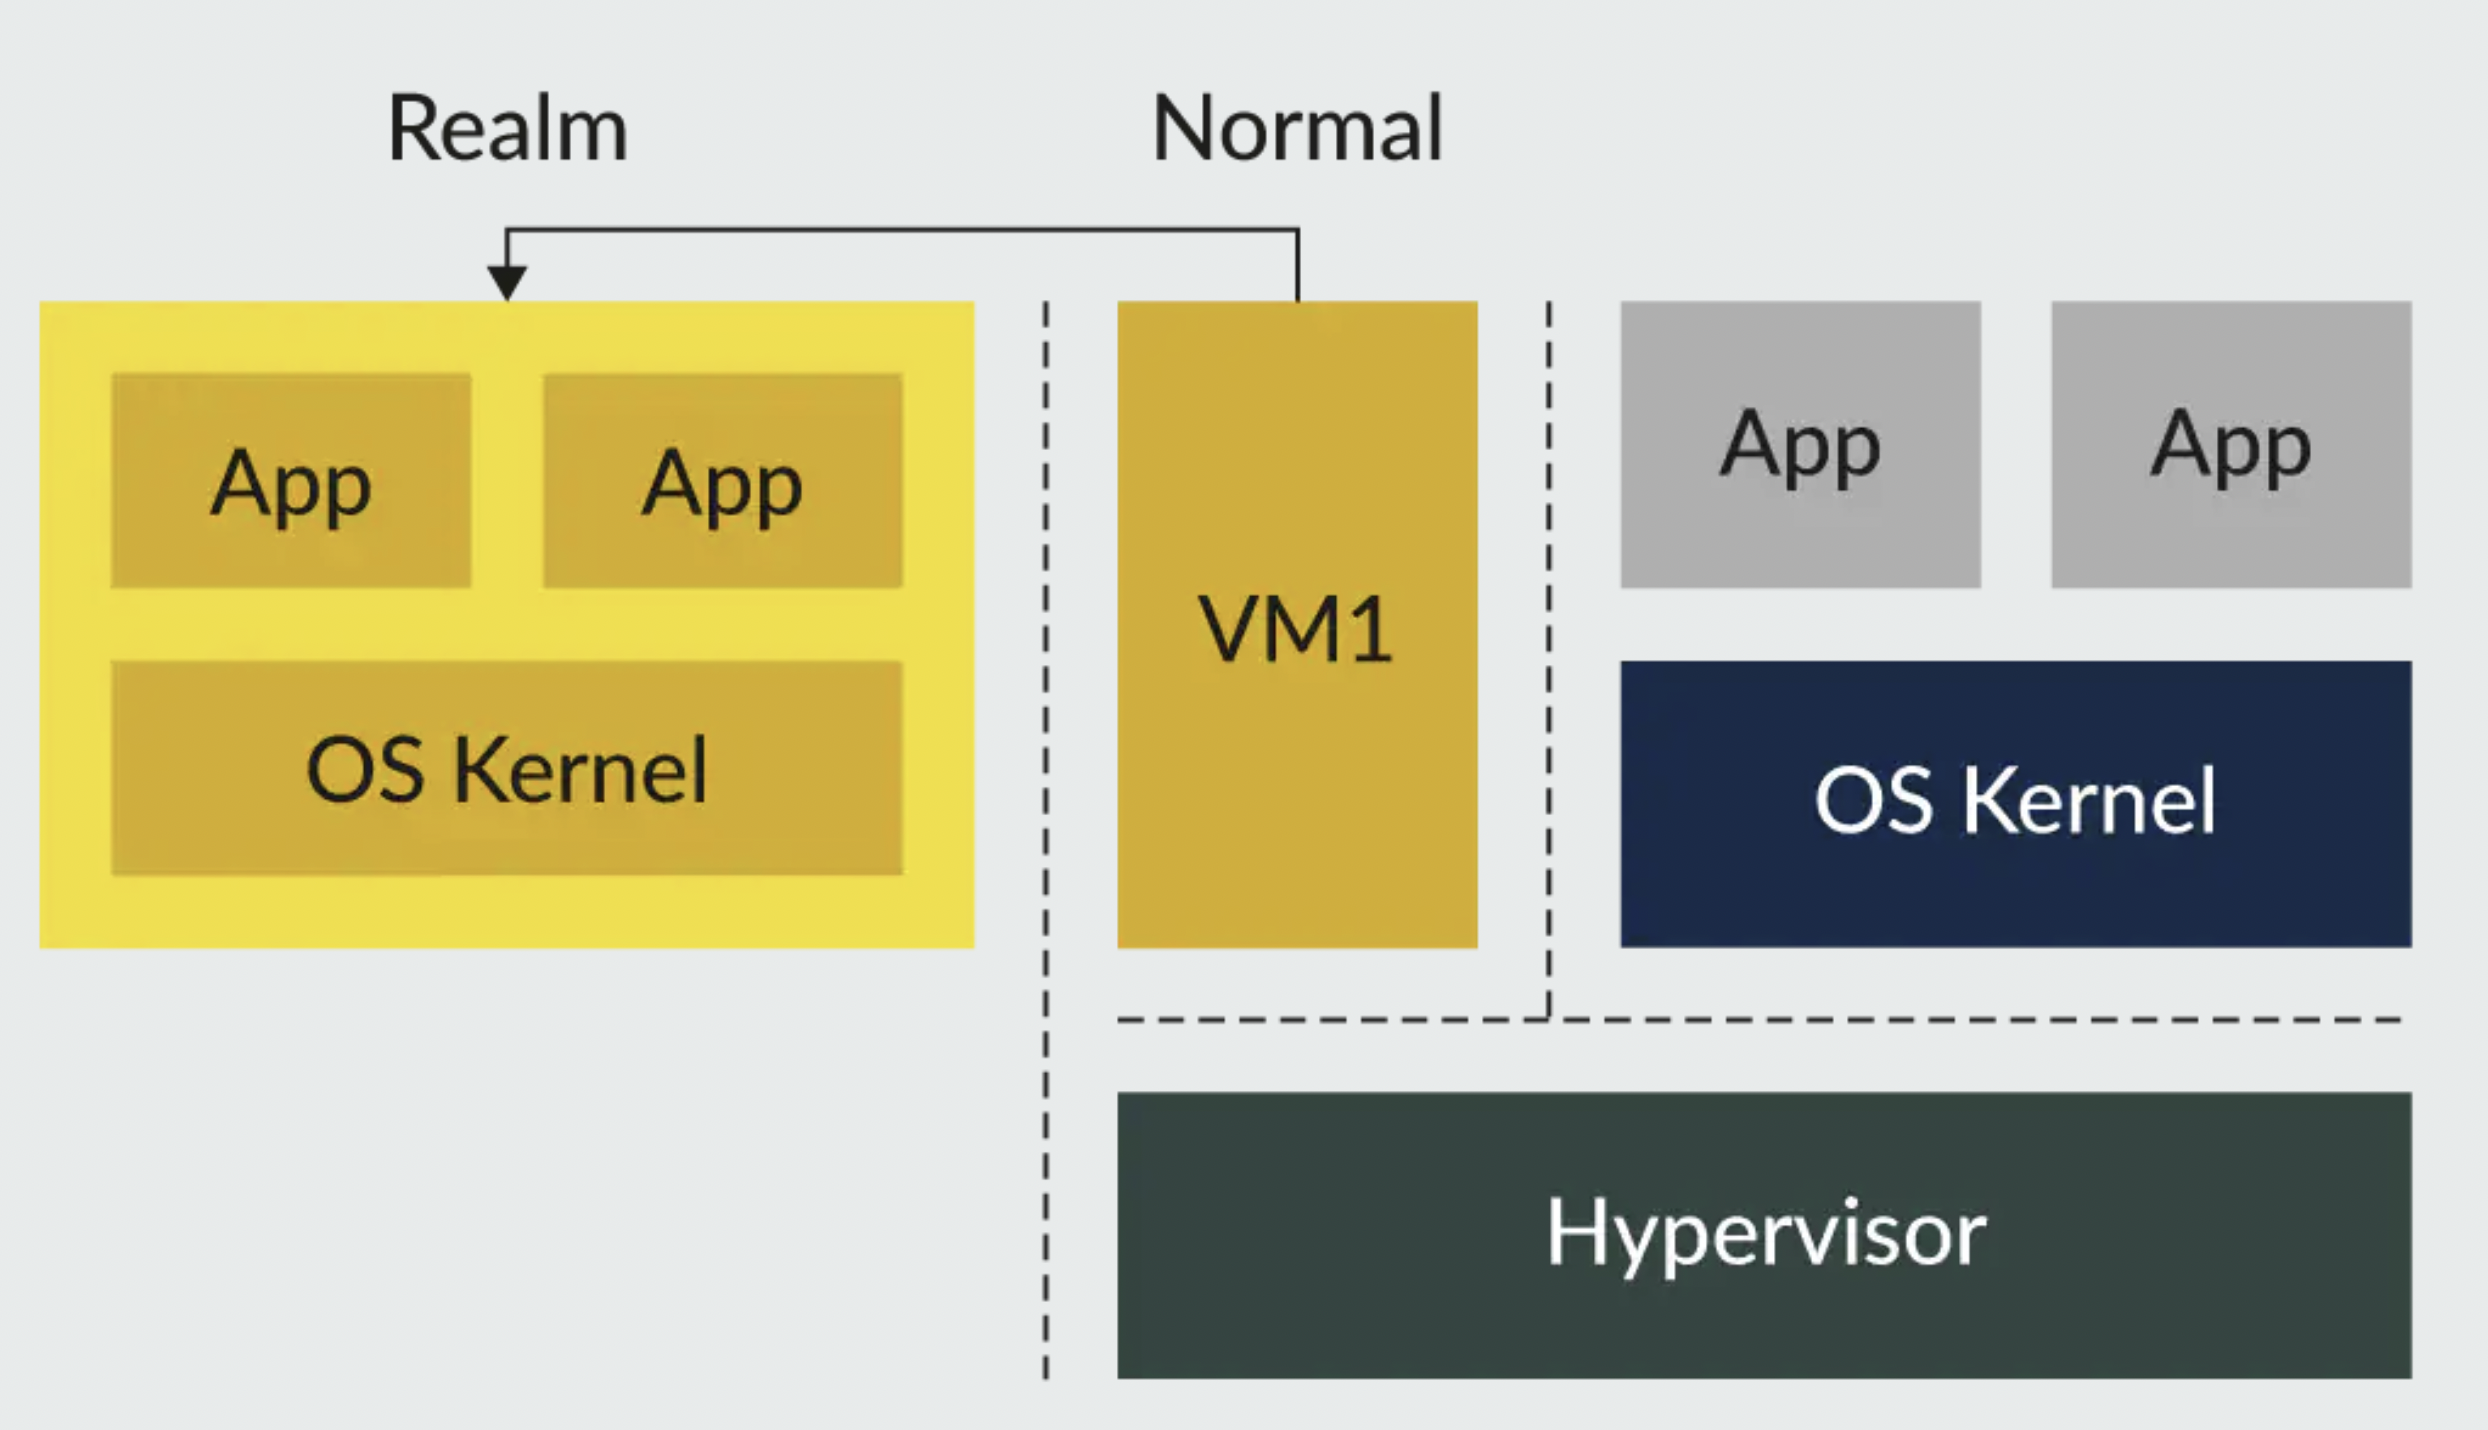 Realm
Normal
App
App
OS Kernel
VM1
App
App
OS Kernel
Hypervisor